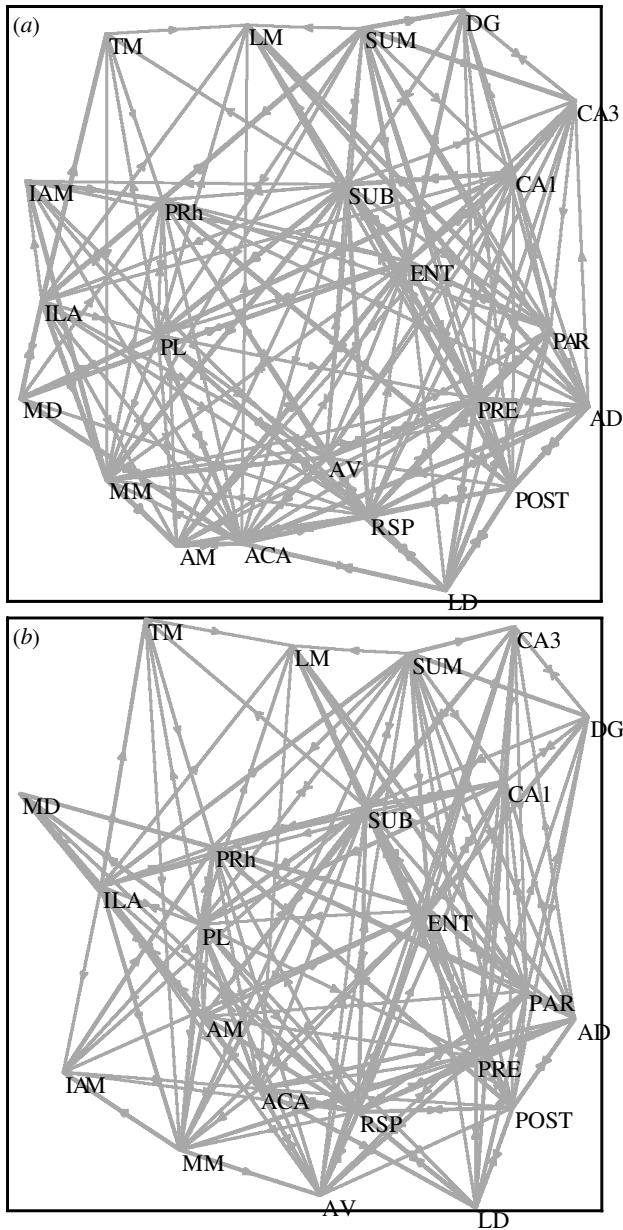 (a)
TM
LM
SUM
DG
CA3
IAM
PRh
SUB
CA1
ENT
ILA
PL
PAR
MD
PRE
AD
AV
MM
POST
RSP
AM
ACA
LD
(b)
TM
LM
SUM
CA3
DG
MD
SUB
CA1
PRh
ILA
PL
ENT
PAR
AM
AD
PRE
IAM
ACA
RSP
POST
MM
AV
LD